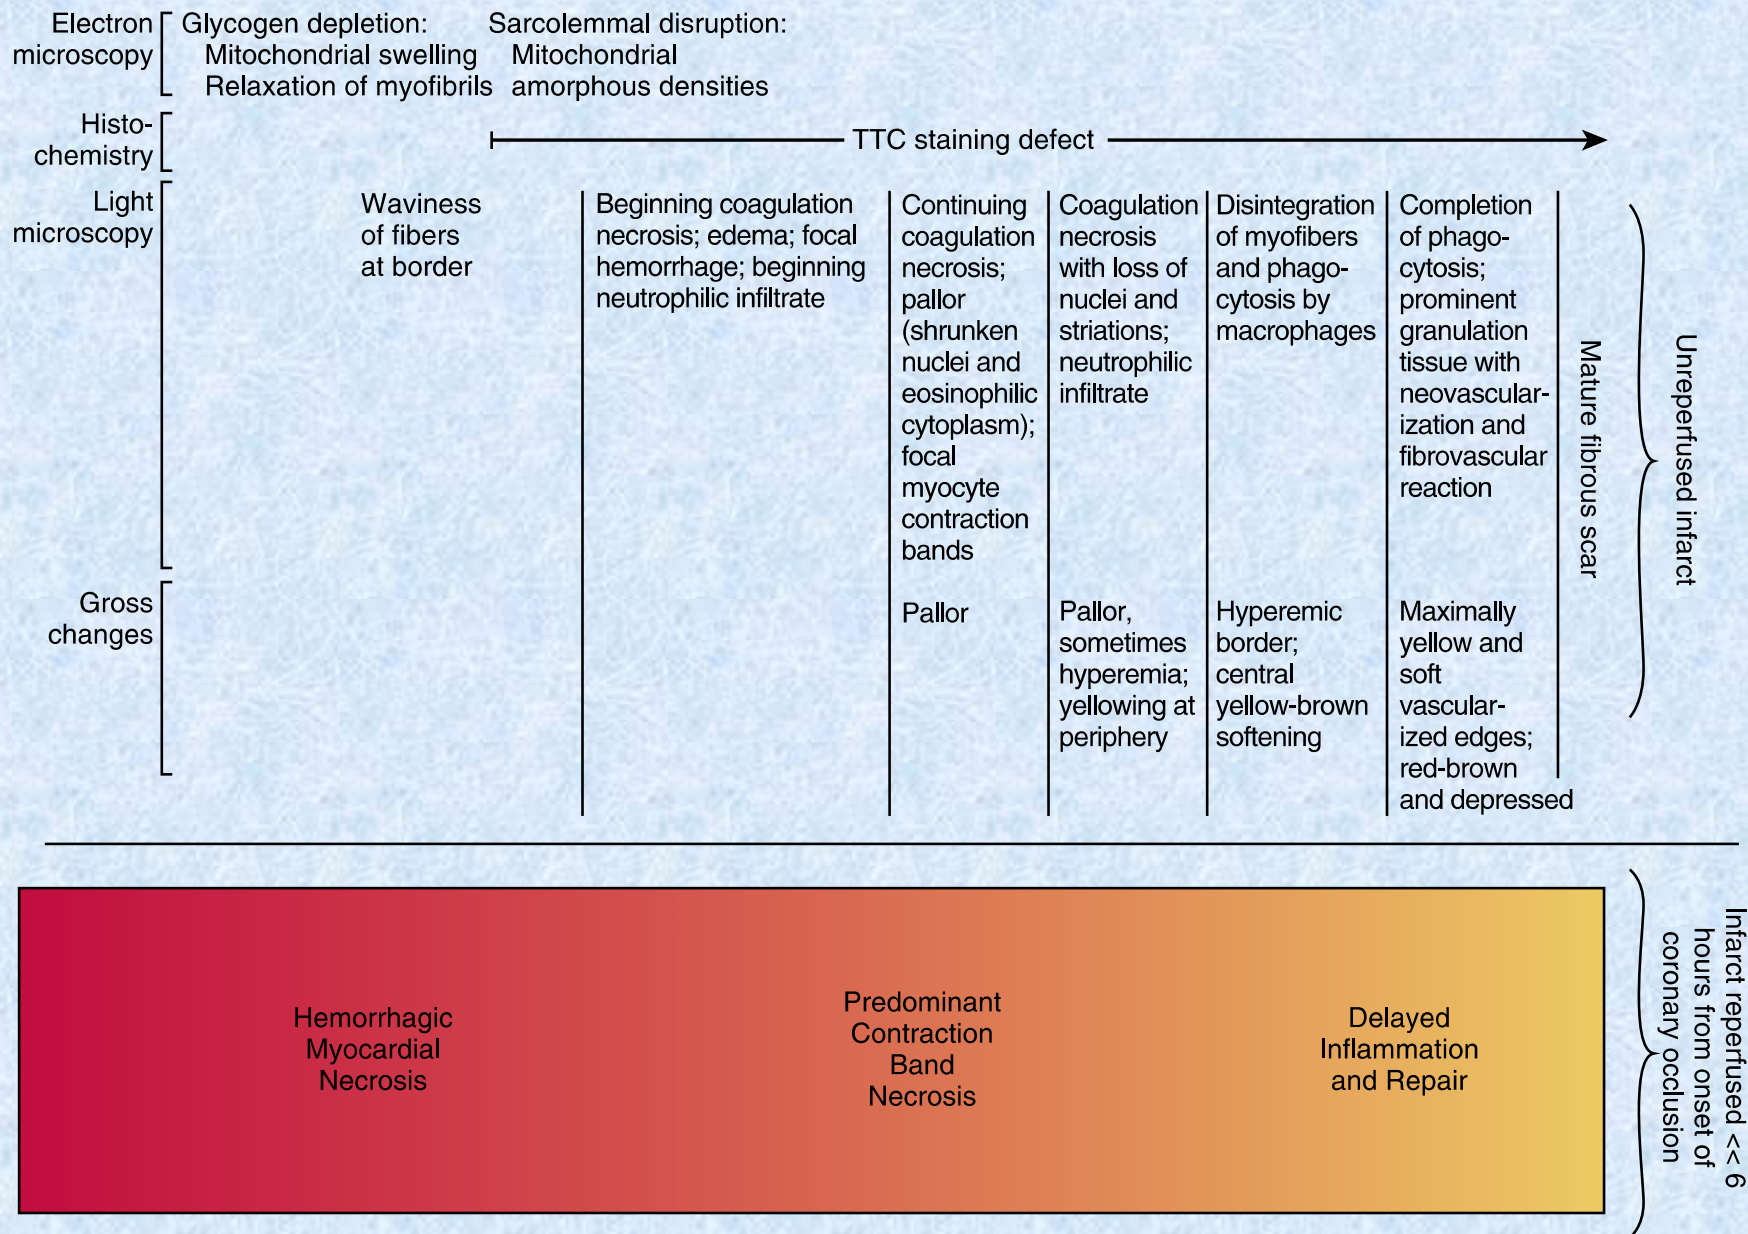 Electron
microscopy
Glycogen depletion:
Mitochondrial swelling
Relaxation of myofibrils
Sarcolemmal disruption:
Mitochondrial
amorphous densities
Histo-
chemistry
TTC staining defect
Light
microscopy
Waviness
of fibers
at border
Beginning coagulation
necrosis; edema; focal
hemorrhage; beginning
neutrophilic infiltrate
Continuing
coagulation
necrosis;
pallor
(shrunken
nuclei and
eosinophilic
cytoplasm);
focal
myocyte
contraction
bands
Coagulation
necrosis
with loss of
nuclei and
striations;
neutrophilic
infiltrate
Disintegration
of myofibers
and phago-
cytosis by
macrophages
Completion
of phago-
cytosis;
prominent
granulation
tissue with
neovascular-
ization and
fibrovascular
reaction
Mature fibrous scar
Unreperfused infarct
Gross
changes
Pallor
Pallor,
sometimes
hyperemia;
yellowing at
periphery
Hyperemic
border;
central
yellow-brown
softening
Maximally
yellow and
soft
vascular-
ized edges;
red-brown
and depressed
Hemorrhagic
Myocardial
Necrosis
Predominant
Contraction
Band
Necrosis
Delayed
Inflammation
and Repair
Infarct reperfused << 6
hours from onset of
coronary occlusion